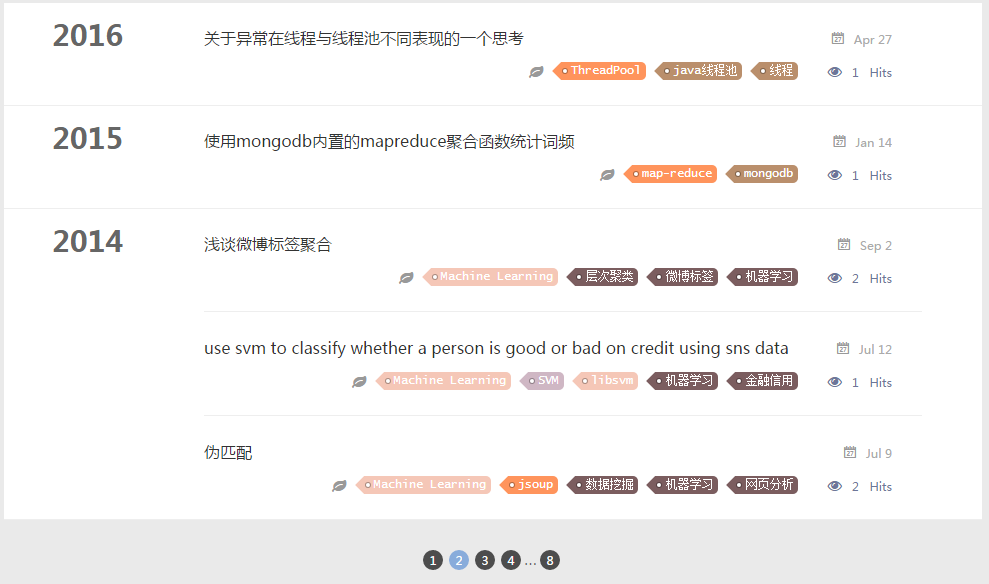 2016
关于异常在线程与线程池不同表现的一个思考
Apr 27
ThreadPool java线程池 线程
1 Hits
2015
使用mongodb内置的mapreduce聚合函数统计词频
Jan 14
map-reduce mongodb
1 Hits
2014
浅谈微博标签聚合
Sep 2
Machine Learning 层次聚类 微博标签 机器学习
2 Hits
use svm to classify whether a person is good or bad on credit using sns data
Jul 12
Machine Learning SVM libsvm 机器学习 金融信用
1 Hits
伪匹配
Jul 9
Machine Learning jsoup 数据挖掘 机器学习 网页分析
2 Hits
1 2 3 4 ... 8